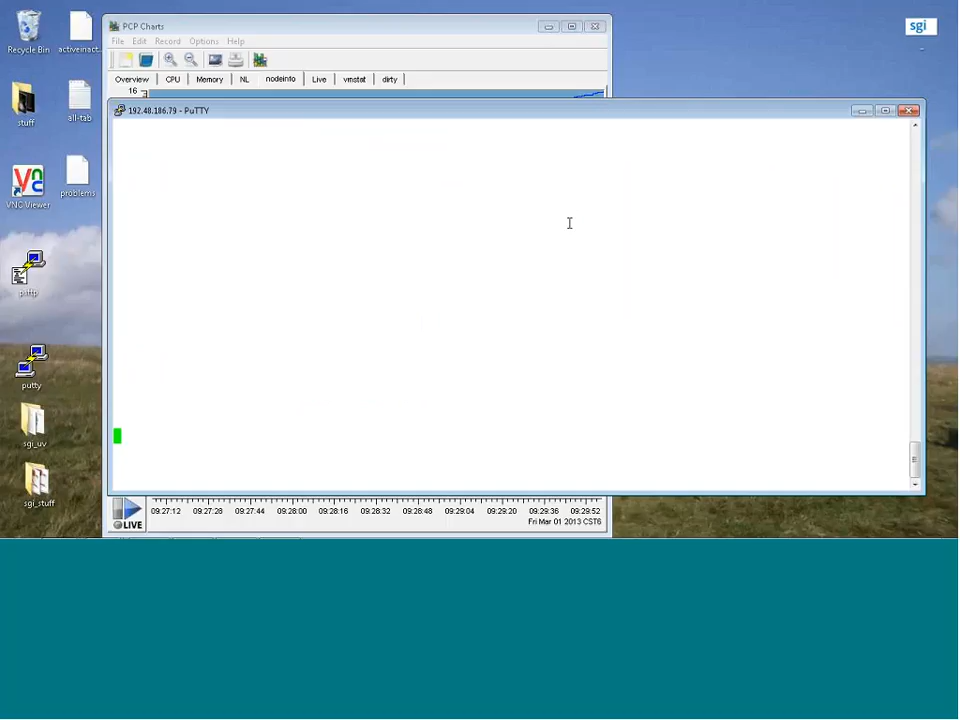 PCP Charts
File Edit Record Options Help
Overview CPU Memory NL nodeinfo Live vmstat dirty
16
192.48.186.79 - PuTTY
Recycle Bin
activeinact...
stuff
all-tab
VNC Viewer
problems
psftp
putty
sgi_uv
sgi_stuff
sgi
LIVE
09:27:12 09:27:28 09:27:44 09:28:00 09:28:16 09:28:32 09:28:48 09:29:04 09:29:20 09:29:36 09:29:52
Fri Mar 01 2013 CST6